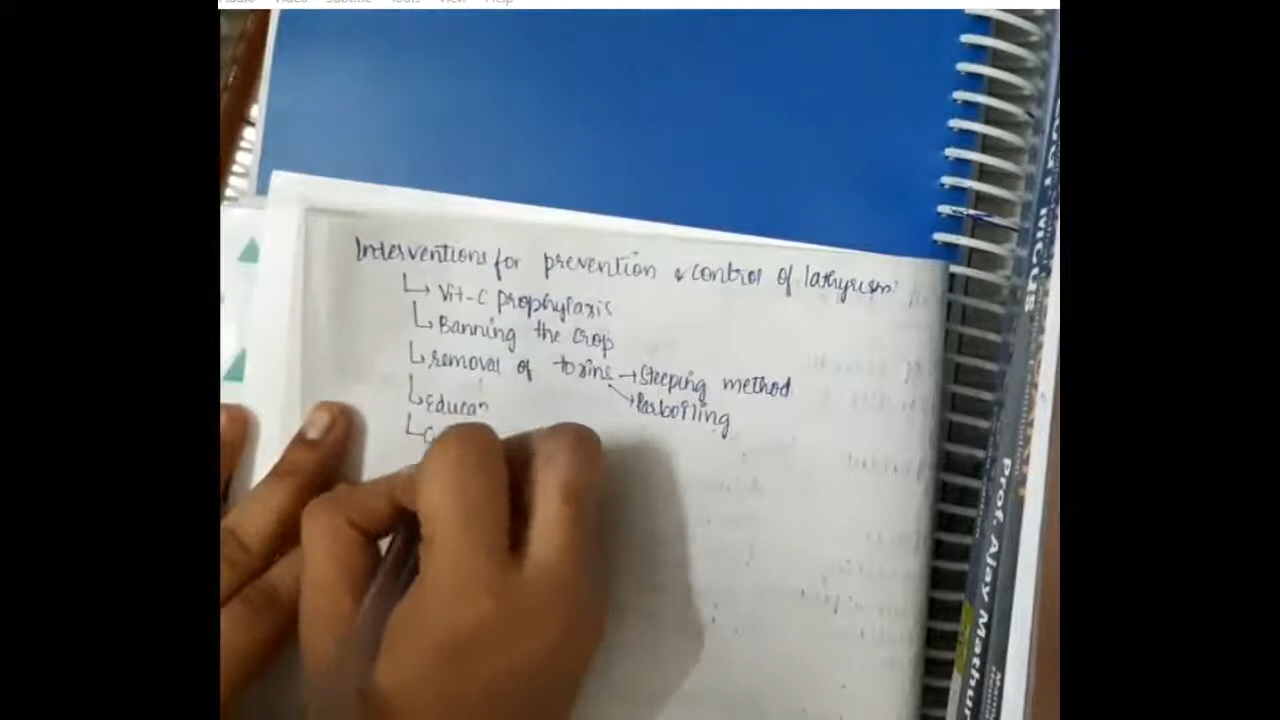 Interventions for prevention & control of lathyrism
Vit-C prophylaxis
Banning the crop
removal of toxins → Steeping method
Parboiling
Educa
Prof. Ajay Mathur